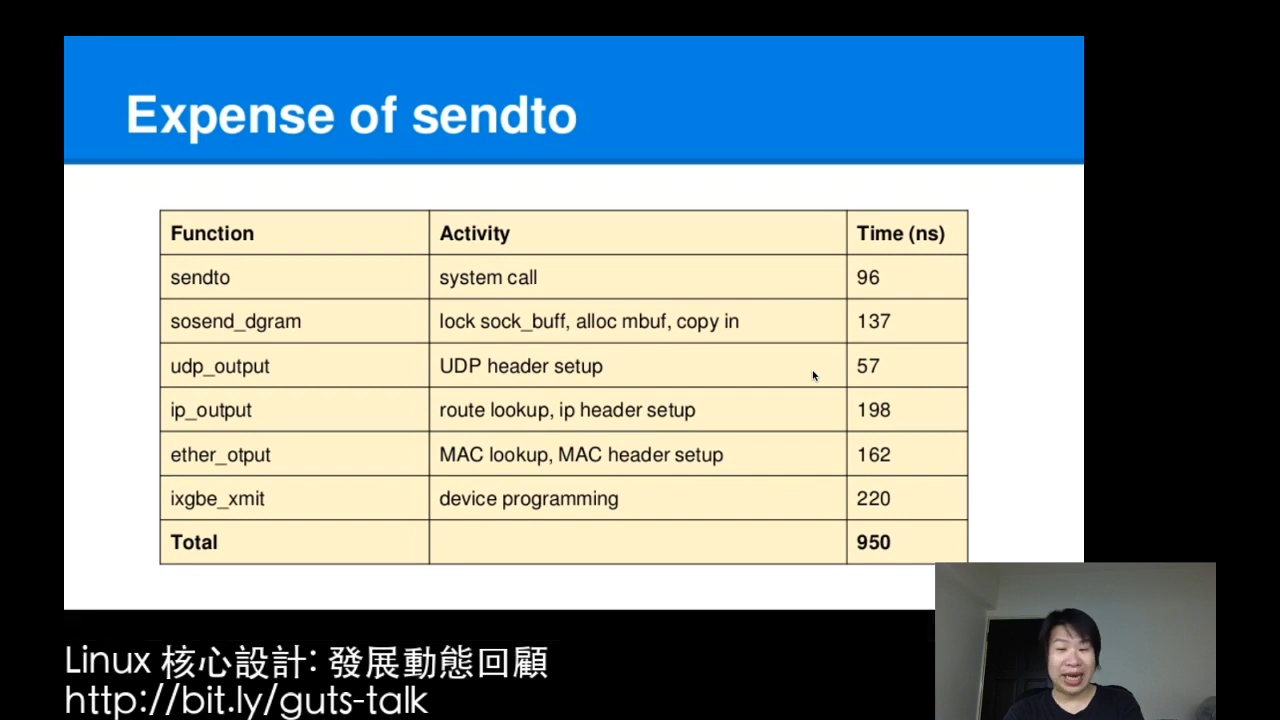 Expense of sendto
Function Activity Time (ns)
sendto system call 96
sosend_dgram lock sock_buff, alloc mbuf, copy in 137
udp_output UDP header setup 57
ip_output route lookup, ip header setup 198
ether_otput MAC lookup, MAC header setup 162
ixgbe_xmit device programming 220
Total 950
Linux 核心設計: 發展動態回顧
http://bit.ly/guts-talk